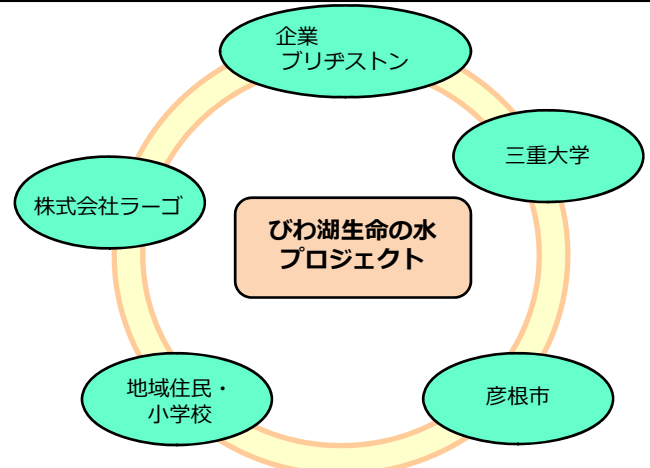 企業
ブリヂストン
三重大学
株式会社ラーゴ
びわ湖生命の水
プロジェクト
地域住民・
小学校
彦根市